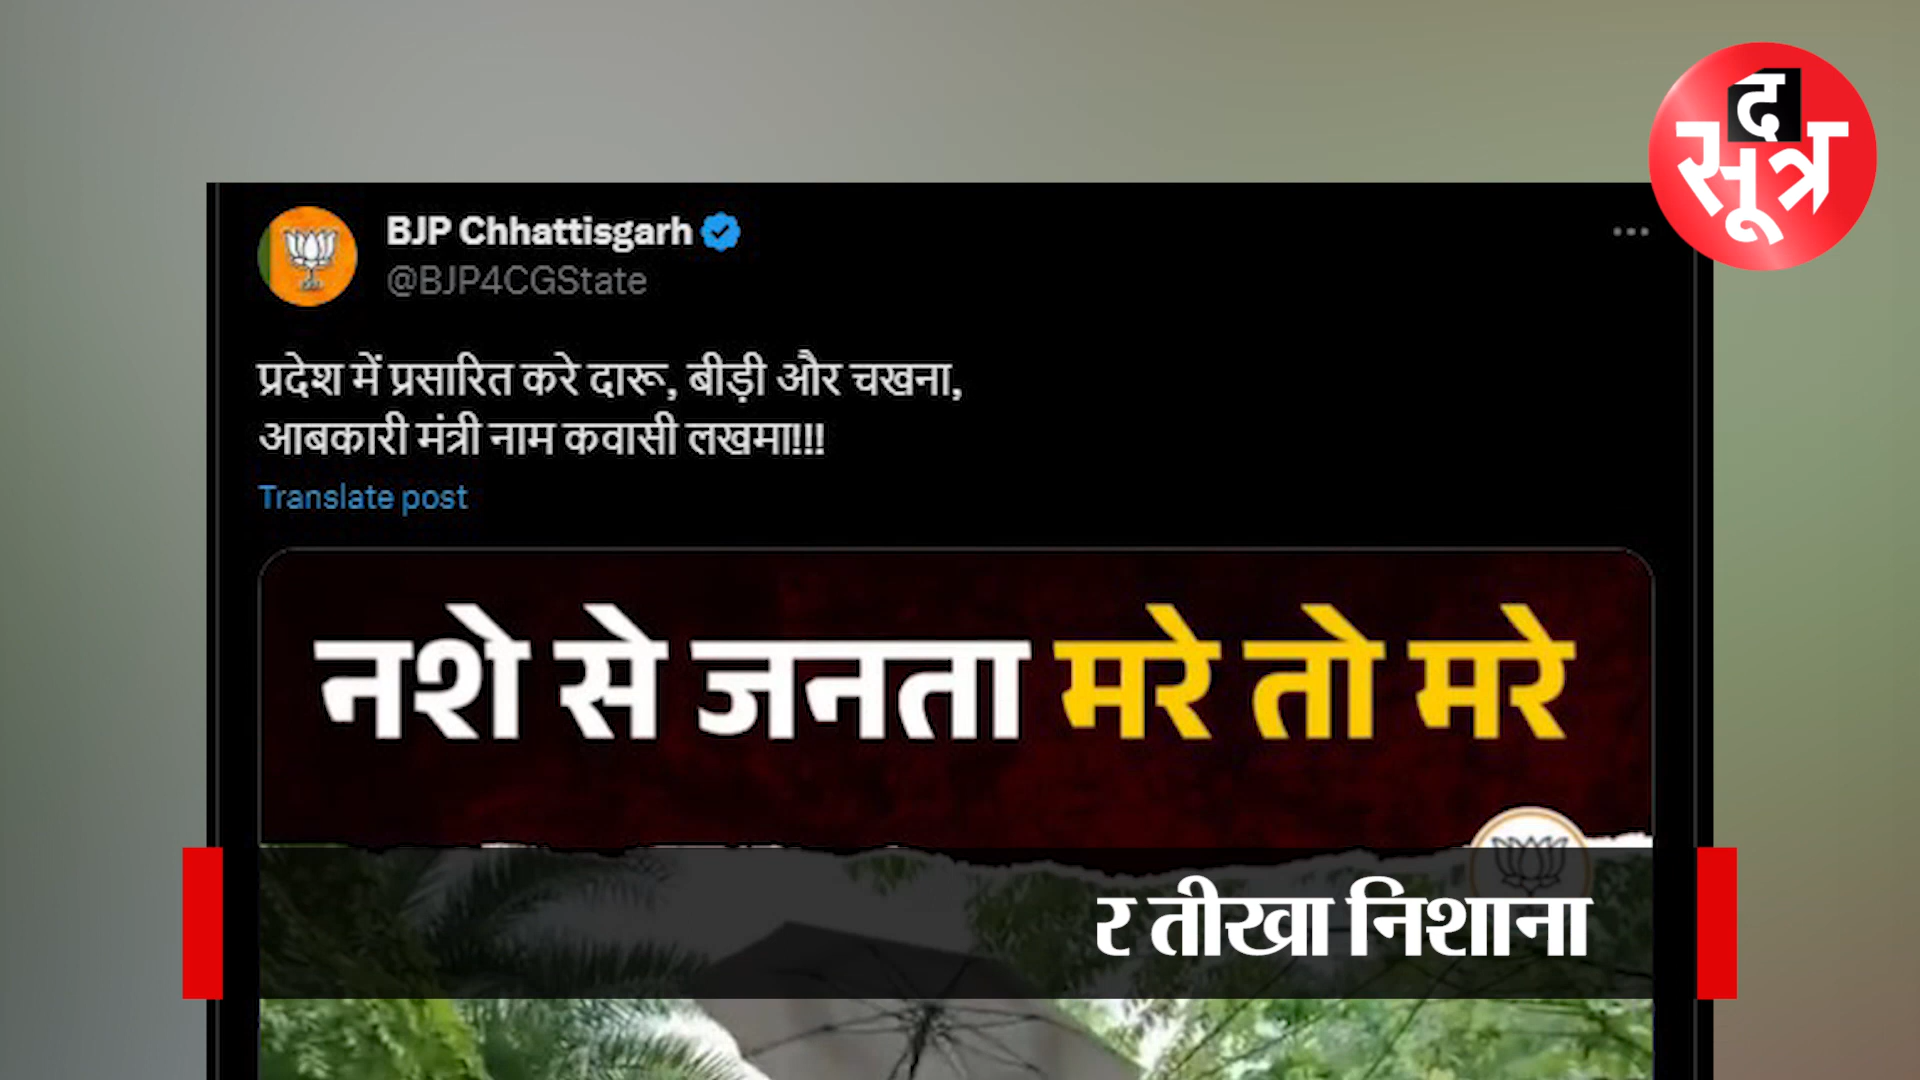 द
सूत्र
BJP Chhattisgarh
@BJP4CGState
प्रदेश में प्रसारित करे दारू, बीड़ी और चखना,
आबकारी मंत्री नाम कवासी लखमा!!!
Translate post
नशे से जनता मरे तो मरे
र तीखा निशाना